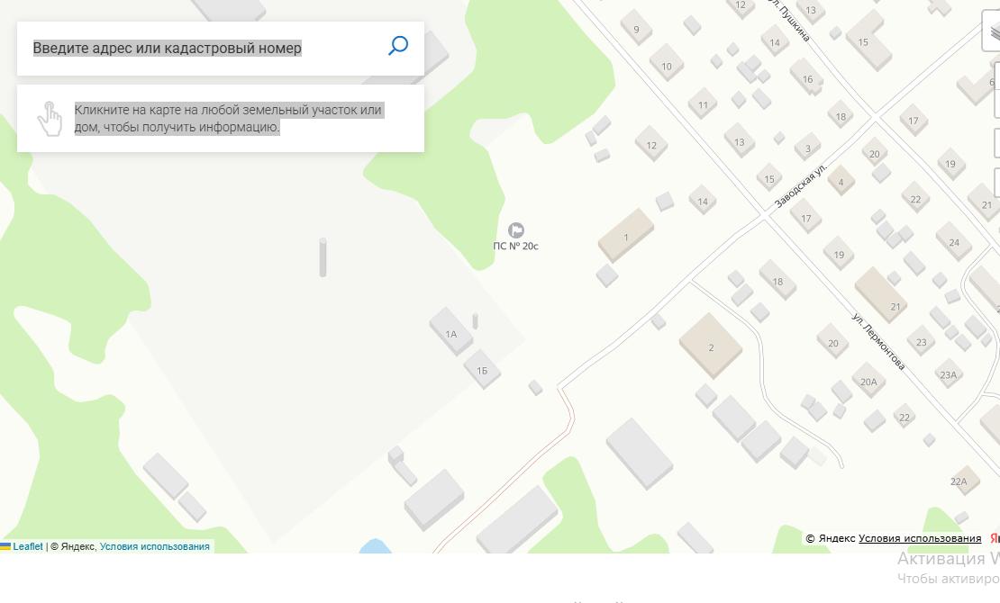 Введите адрес или кадастровый номер
Кликните на карте на любой земельный участок или
дом, чтобы получить информацию.
12
13
ул. Пушкина
9
14
15
10
16
6
11
18
17
12
13
3
20
19
15
4
Заводская ул.
14
22
21
17
1
24
ПС № 20с
19
18
21
ул. Лермонтова
1А
2
20
23
1Б
23А
20А
22
22А
Leaflet | © Яндекс, Условия использования
© Яндекс Условия использования
Активация W
Чтобы активиро